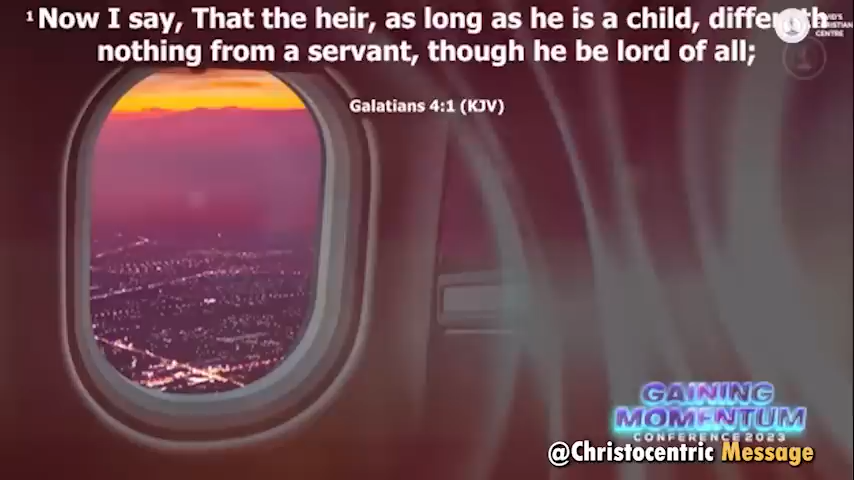 1 Now I say, That the heir, as long as he is a child, differeth
nothing from a servant, though he be lord of all;
Galatians 4:1 (KJV)
CENTRE
GAINING
MOMENTUM
CONFERENCE 2023
@Christocentric Message